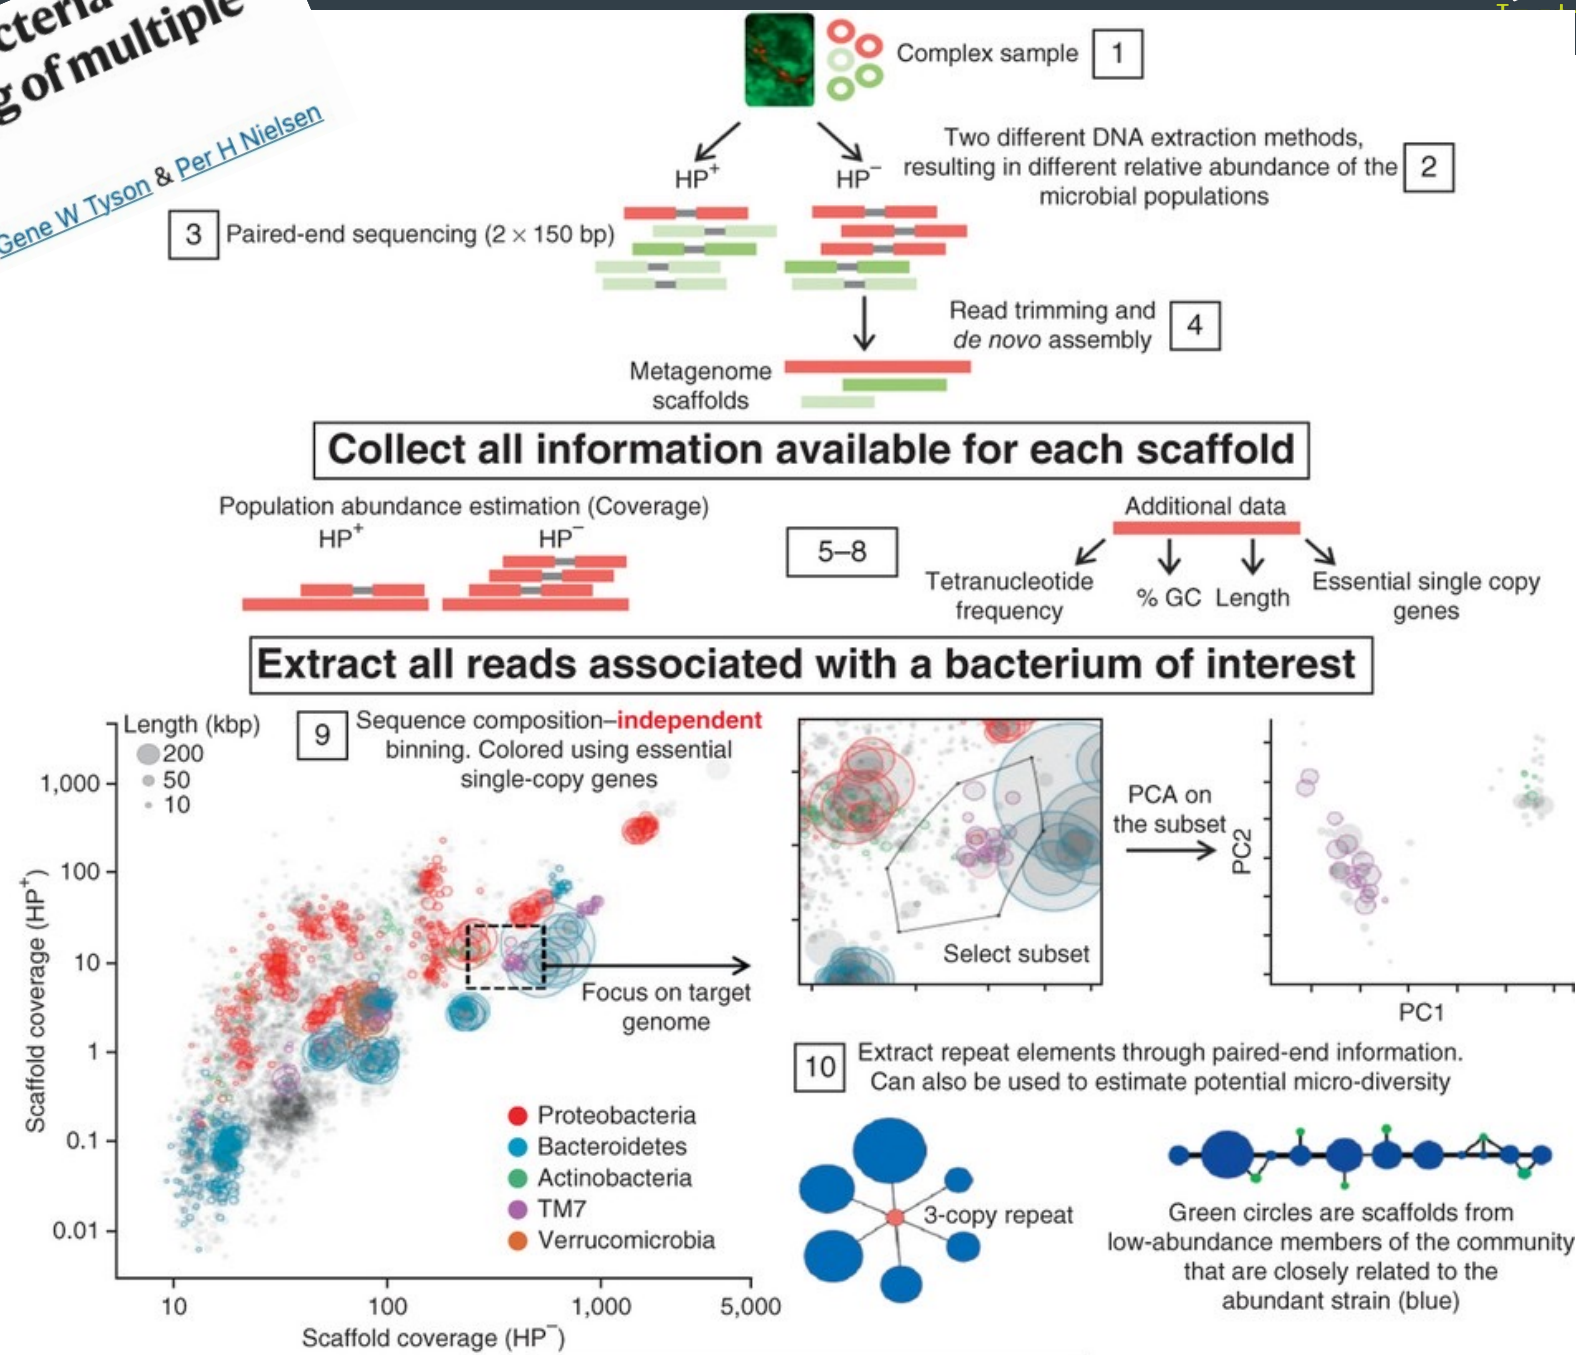 cteria
g of multiple
Gene W Tyson & Per H Nielsen
Complex sample
1
Two different DNA extraction methods,
resulting in different relative abundance of the
microbial populations
2
HP+
HP−
3
Paired-end sequencing (2 × 150 bp)
Read trimming and
de novo assembly
4
Metagenome
scaffolds
Collect all information available for each scaffold
Population abundance estimation (Coverage)
HP+
HP−
5–8
Additional data
Tetranucleotide
frequency
% GC
Length
Essential single copy
genes
Extract all reads associated with a bacterium of interest
9
Sequence composition–independent
binning. Colored using essential
single-copy genes
Length (kbp)
200
50
10
1,000
100
10
1
0.1
0.01
Scaffold coverage (HP+)
10
100
1,000
5,000
Scaffold coverage (HP−)
Proteobacteria
Bacteroidetes
Actinobacteria
TM7
Verrucomicrobia
Focus on target
genome
Select subset
PCA on
the subset
PC2
PC1
10
Extract repeat elements through paired-end information.
Can also be used to estimate potential micro-diversity
3-copy repeat
Green circles are scaffolds from
low-abundance members of the community
that are closely related to the
abundant strain (blue)